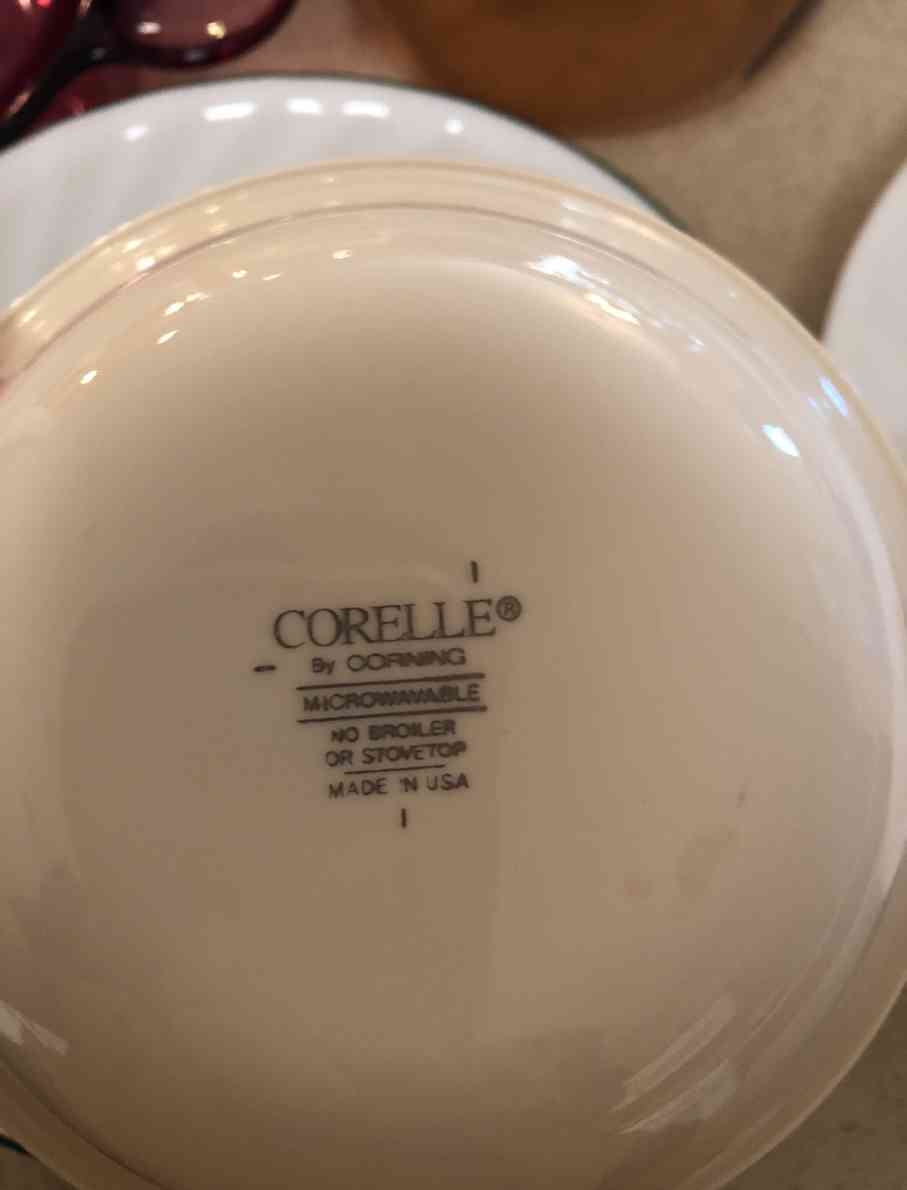 CORELLE®
By CORNING
MICROWAVABLE
NO BROILER
OR STOVETOP
MADE IN USA